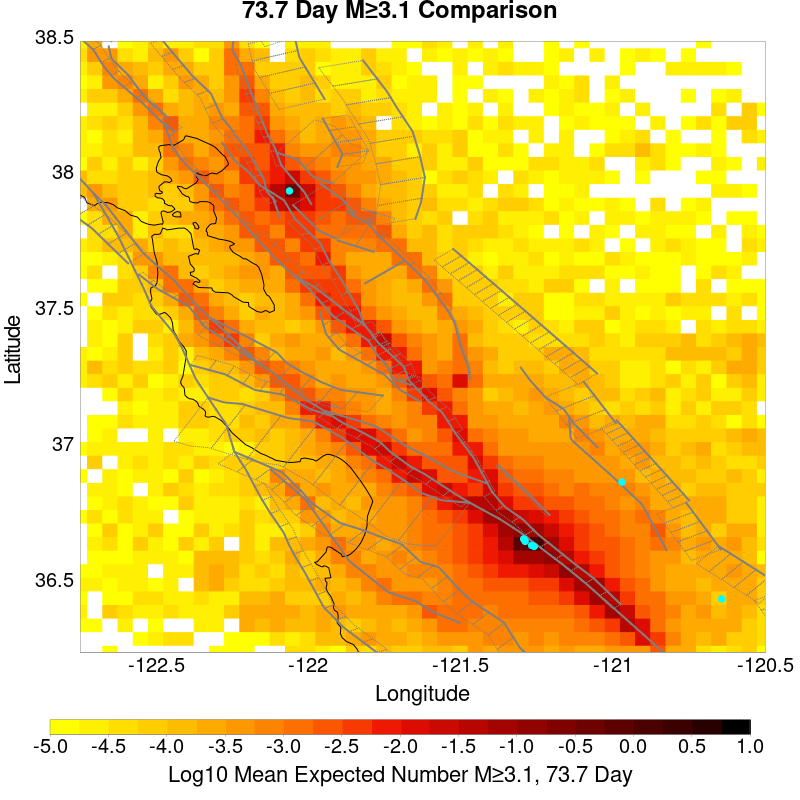 73.7 Day M≥3.1 Comparison
38.5
38
37.5
37
36.5
Latitude
-122.5 -122 -121.5 -121 -120.5
Longitude
-5.0 -4.5 -4.0 -3.5 -3.0 -2.5 -2.0 -1.5 -1.0 -0.5 0.0 0.5 1.0
Log10 Mean Expected Number M≥3.1, 73.7 Day